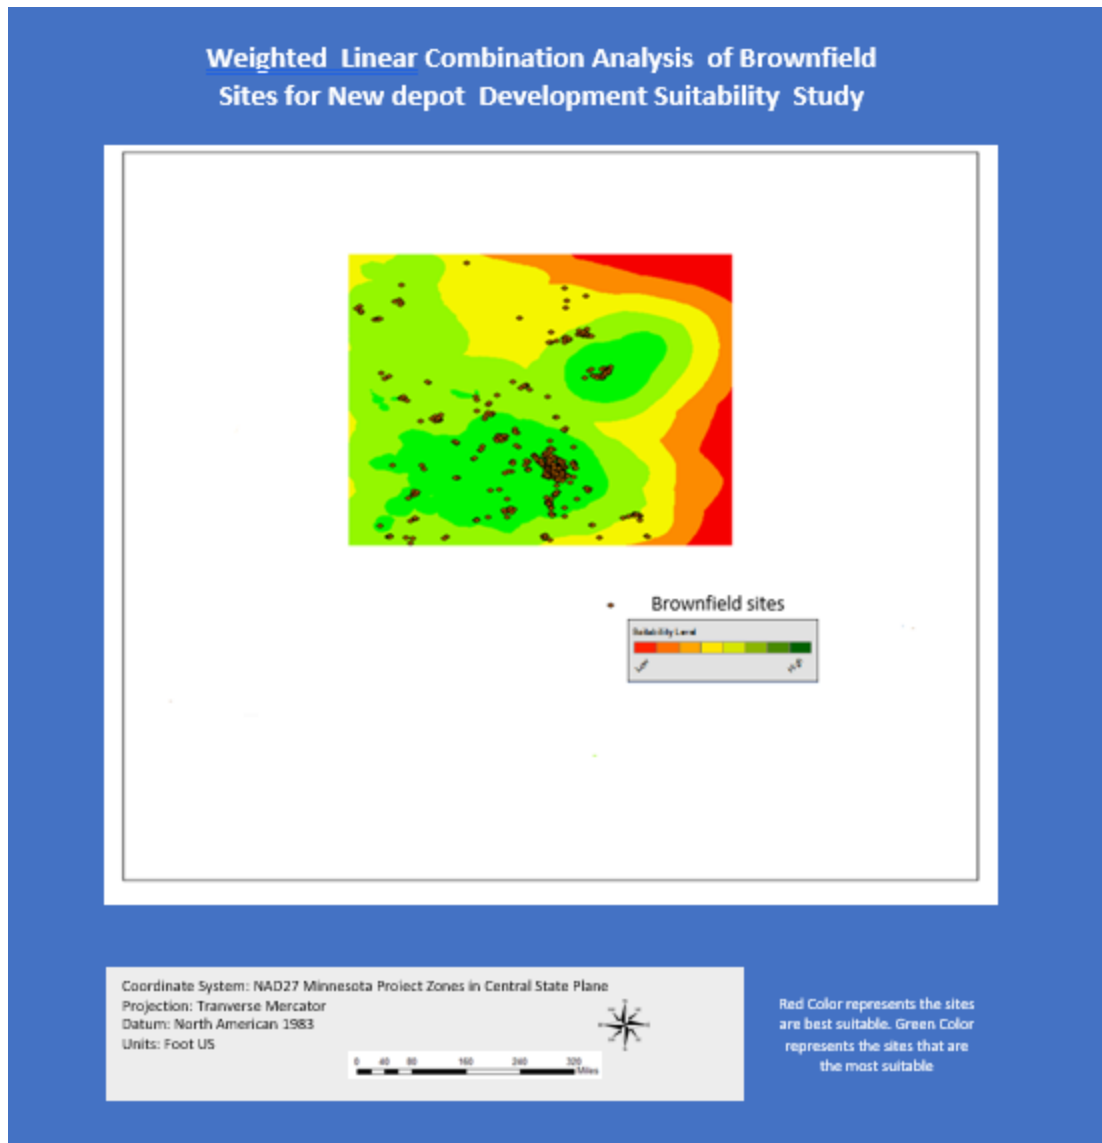 Weighted Linear Combination Analysis of Brownfield
Sites for New depot Development Suitability Study
Brownfield sites
Suitability Level
Low
High
Coordinate System: NAD27 Minnesota Project Zones in Central State Plane
Projection: Tranverse Mercator
Datum: North American 1983
Units: Foot US
0 40 80 160 240 320
Miles
Red Color represents the sites
are best suitable. Green Color
represents the sites that are
the most suitable